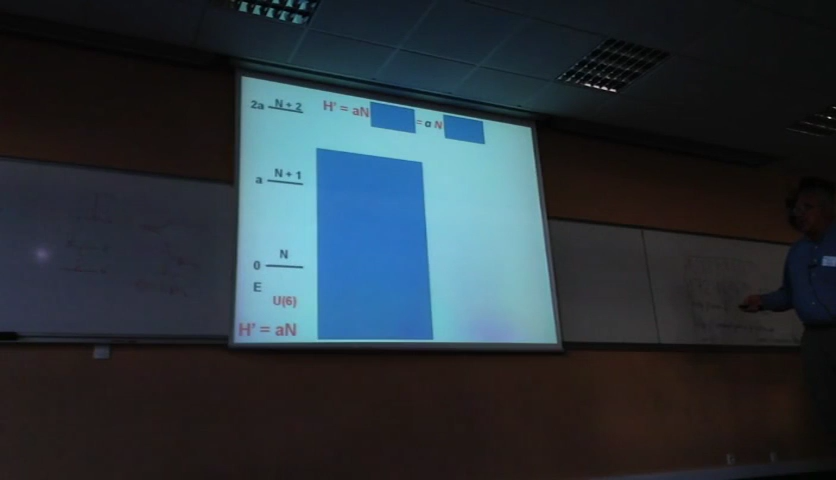 2a N + 2 H' = aN = a N
a N + 1
0 N
E
U(6)
H' = aN